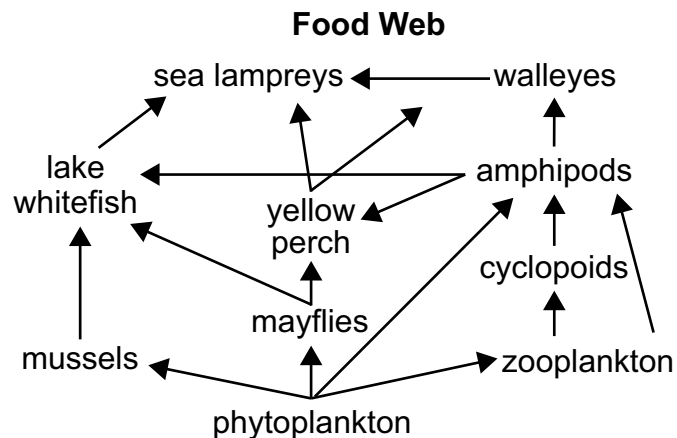 Food Web
sea lampreys
walleyes
lake
whitefish
amphipods
yellow
perch
cyclopoids
mayflies
mussels
zooplankton
phytoplankton